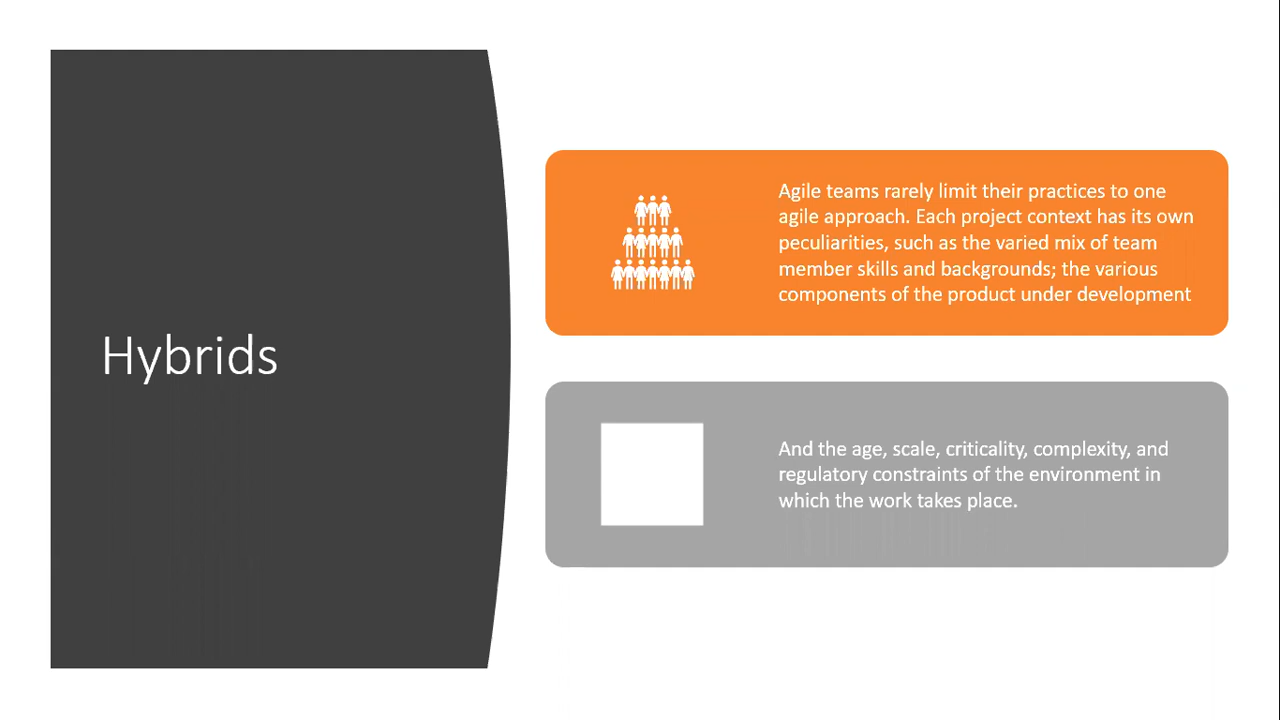 Hybrids
Agile teams rarely limit their practices to one
agile approach. Each project context has its own
peculiarities, such as the varied mix of team
member skills and backgrounds; the various
components of the product under development
And the age, scale, criticality, complexity, and
regulatory constraints of the environment in
which the work takes place.